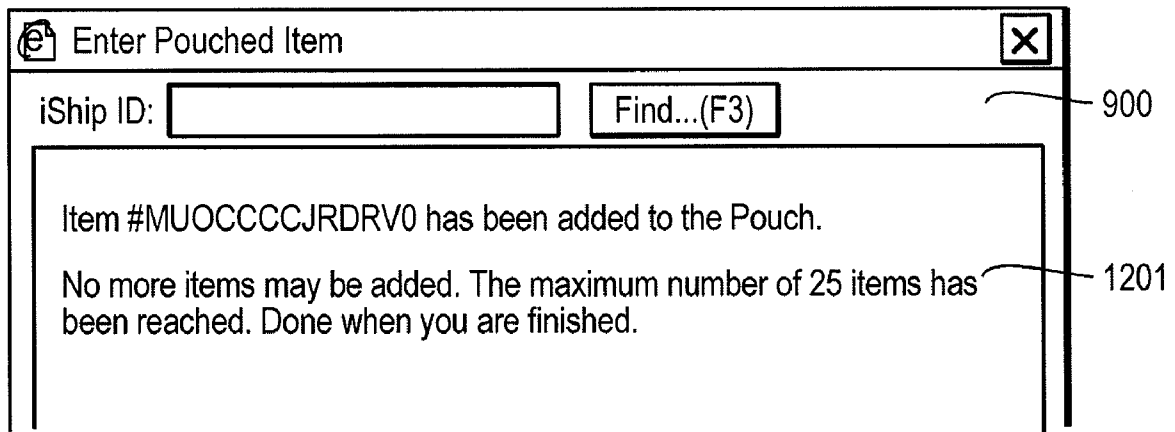 Enter Pouched Item
iShip ID: Find...(F3)
900
Item #MUOCCCCJRDRV0 has been added to the Pouch.
No more items may be added. The maximum number of 25 items has
1201
been reached. Done when you are finished.